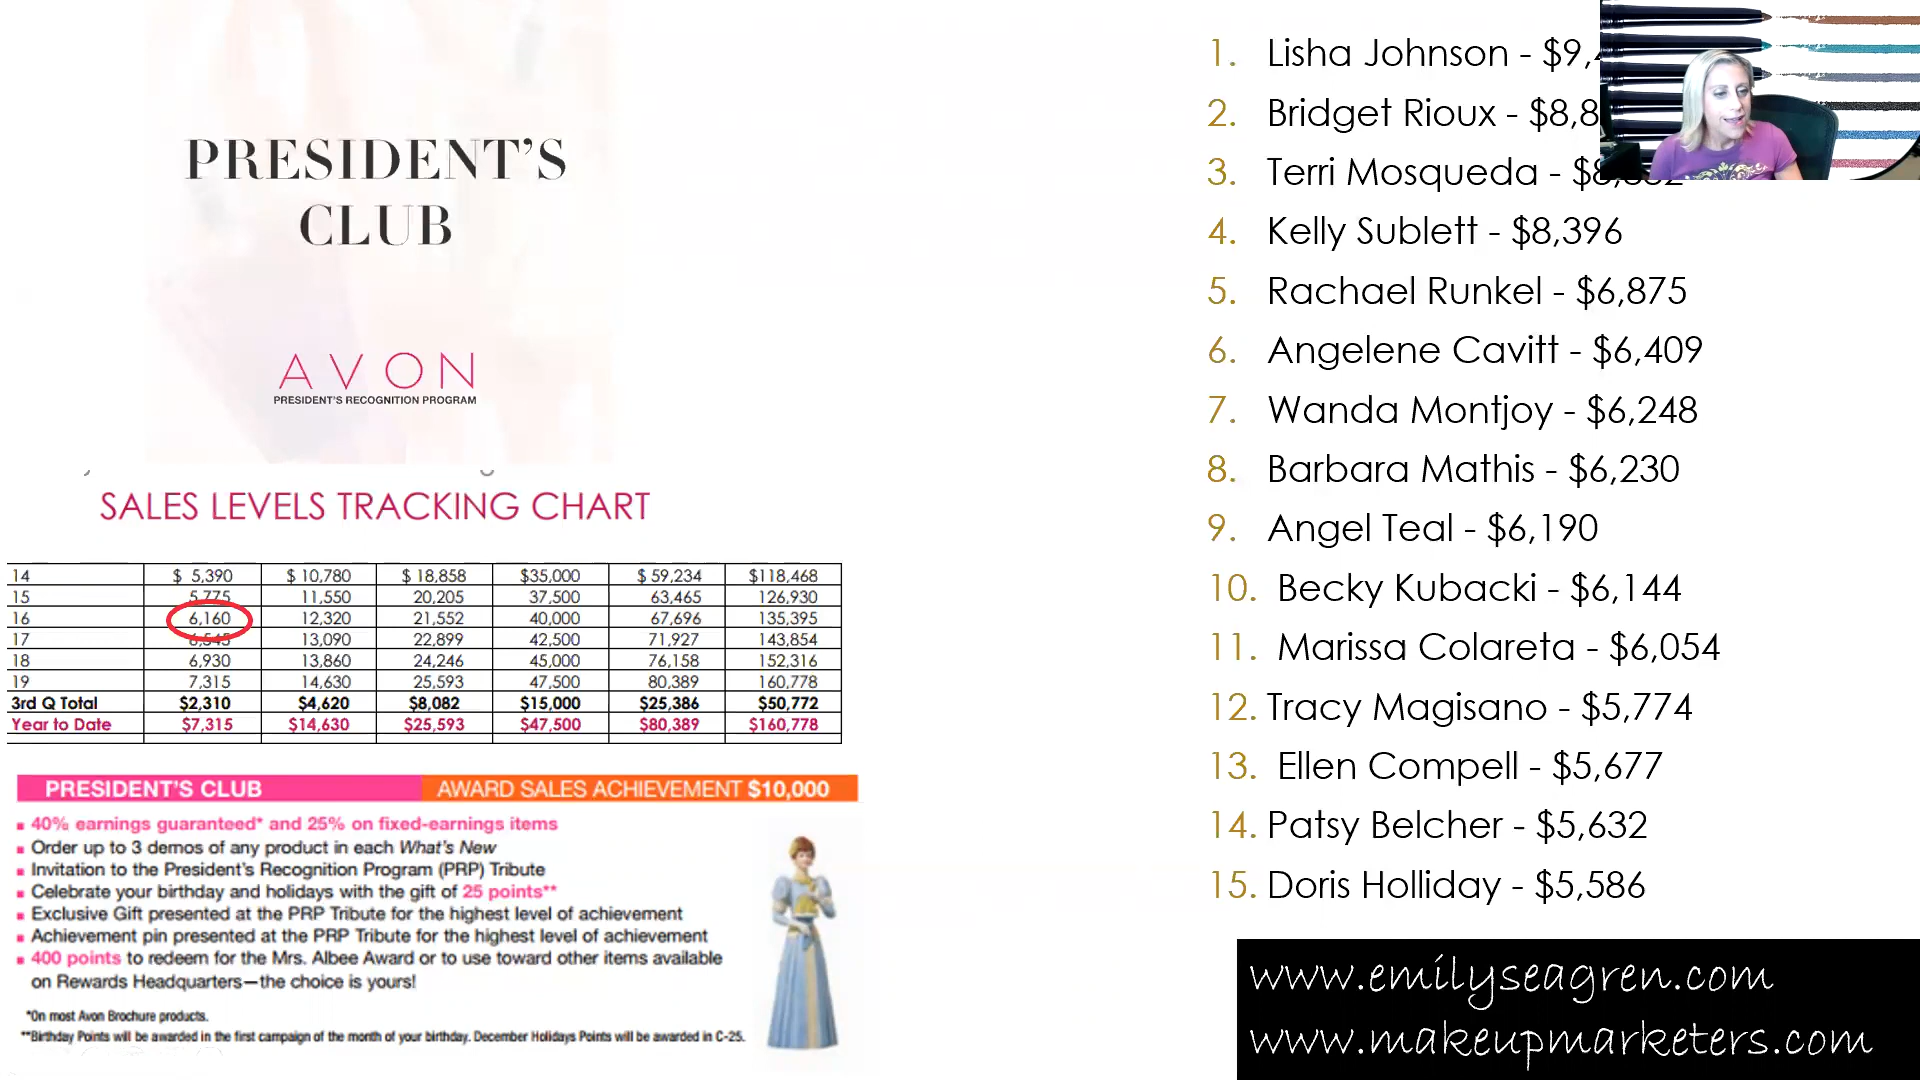 PRESIDENT'S
CLUB
AVON
PRESIDENT'S RECOGNITION PROGRAM
SALES LEVELS TRACKING CHART
14 $ 5,390 $ 10,780 $ 18,858 $35,000 $ 59,234 $118,468
15 5,775 11,550 20,205 37,500 63,465 126,930
16 6,160 12,320 21,552 40,000 67,696 135,395
17 6,545 13,090 22,899 42,500 71,927 143,854
18 6,930 13,860 24,246 45,000 76,158 152,316
19 7,315 14,630 25,593 47,500 80,389 160,778
3rd Q Total $2,310 $4,620 $8,082 $15,000 $25,386 $50,772
Year to Date $7,315 $14,630 $25,593 $47,500 $80,389 $160,778
PRESIDENT'S CLUB AWARD SALES ACHIEVEMENT $10,000
▪ 40% earnings guaranteed* and 25% on fixed-earnings items
▪ Order up to 3 demos of any product in each What's New
▪ Invitation to the President's Recognition Program (PRP) Tribute
▪ Celebrate your birthday and holidays with the gift of 25 points**
▪ Exclusive Gift presented at the PRP Tribute for the highest level of achievement
▪ Achievement pin presented at the PRP Tribute for the highest level of achievement
▪ 400 points to redeem for the Mrs. Albee Award or to use toward other items available
on Rewards Headquarters—the choice is yours!
*On most Avon Brochure products.
**Birthday Points will be awarded in the first campaign of the month of your birthday. December Holidays Points will be awarded in C-25.
1. Lisha Johnson - $9,
2. Bridget Rioux - $8,8
3. Terri Mosqueda -
4. Kelly Sublett - $8,396
5. Rachael Runkel - $6,875
6. Angelene Cavitt - $6,409
7. Wanda Montjoy - $6,248
8. Barbara Mathis - $6,230
9. Angel Teal - $6,190
10. Becky Kubacki - $6,144
11. Marissa Colareta - $6,054
12. Tracy Magisano - $5,774
13. Ellen Compell - $5,677
14. Patsy Belcher - $5,632
15. Doris Holliday - $5,586
www.emilyseagren.com
www.makeupmarketers.com